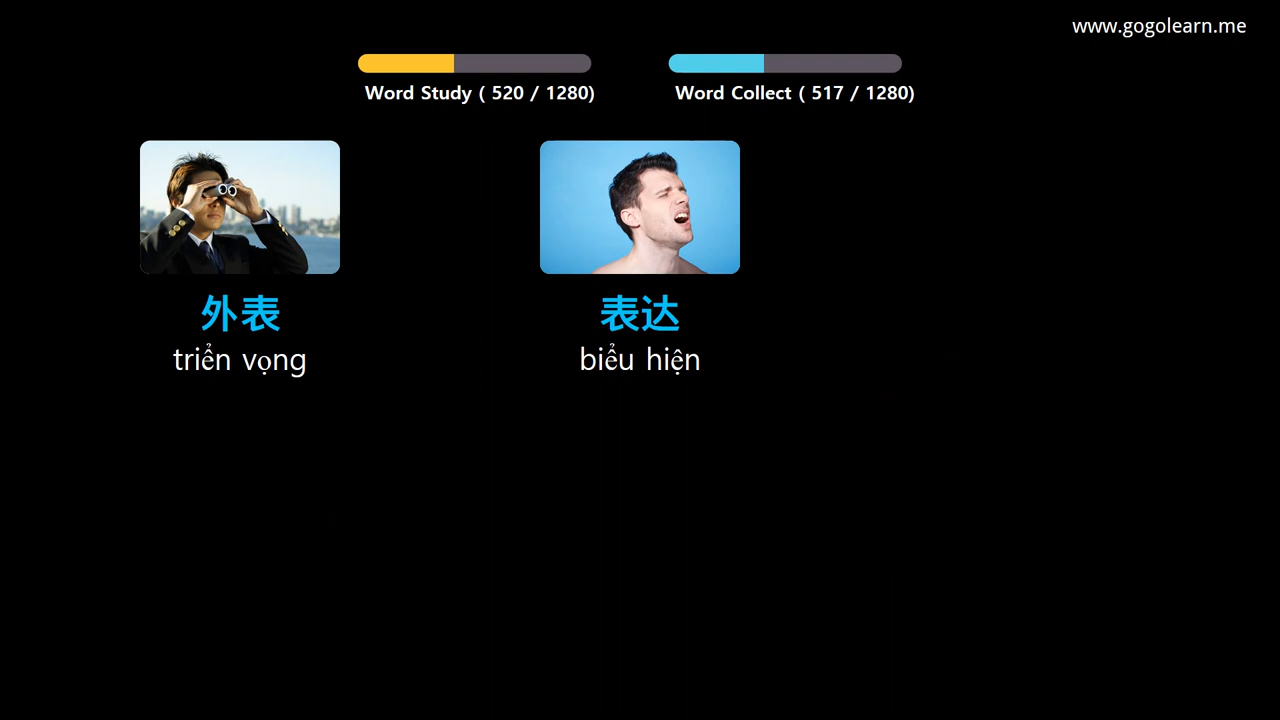 www.gogolearn.me
Word Study ( 520 / 1280)
Word Collect ( 517 / 1280)
外表
triển vọng
表达
biểu hiện